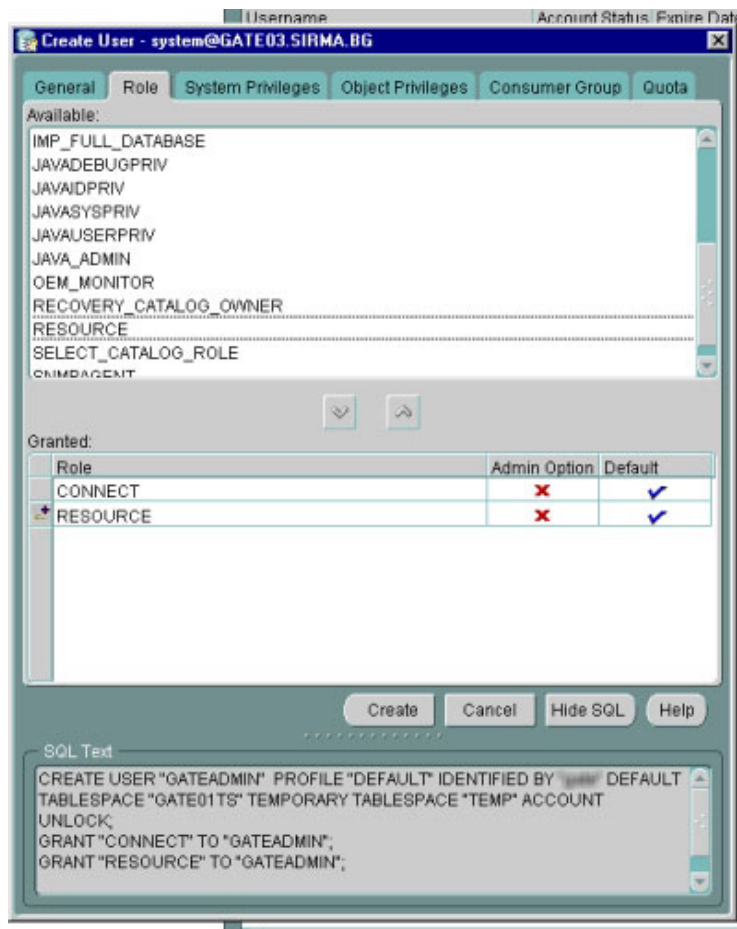 Username Account Status Expire Dat
Create User - system@GATE03.SIRMA.BG
General Role System Privileges Object Privileges Consumer Group Quota
Available:
IMP_FULL_DATABASE
JAVADEBUGPRIV
JAVAIDPRIV
JAVASYSPRIV
JAVAUSERPRIV
JAVA_ADMIN
OEM_MONITOR
RECOVERY_CATALOG_OWNER
RESOURCE
SELECT_CATALOG_ROLE
SNMPAGENT
Granted:
Role Admin Option Default
CONNECT
RESOURCE
Create Cancel Hide SQL Help
SQL Text
CREATE USER "GATEADMIN" PROFILE "DEFAULT" IDENTIFIED BY DEFAULT
TABLESPACE "GATE01TS" TEMPORARY TABLESPACE "TEMP" ACCOUNT
UNLOCK;
GRANT "CONNECT" TO "GATEADMIN";
GRANT "RESOURCE" TO "GATEADMIN";